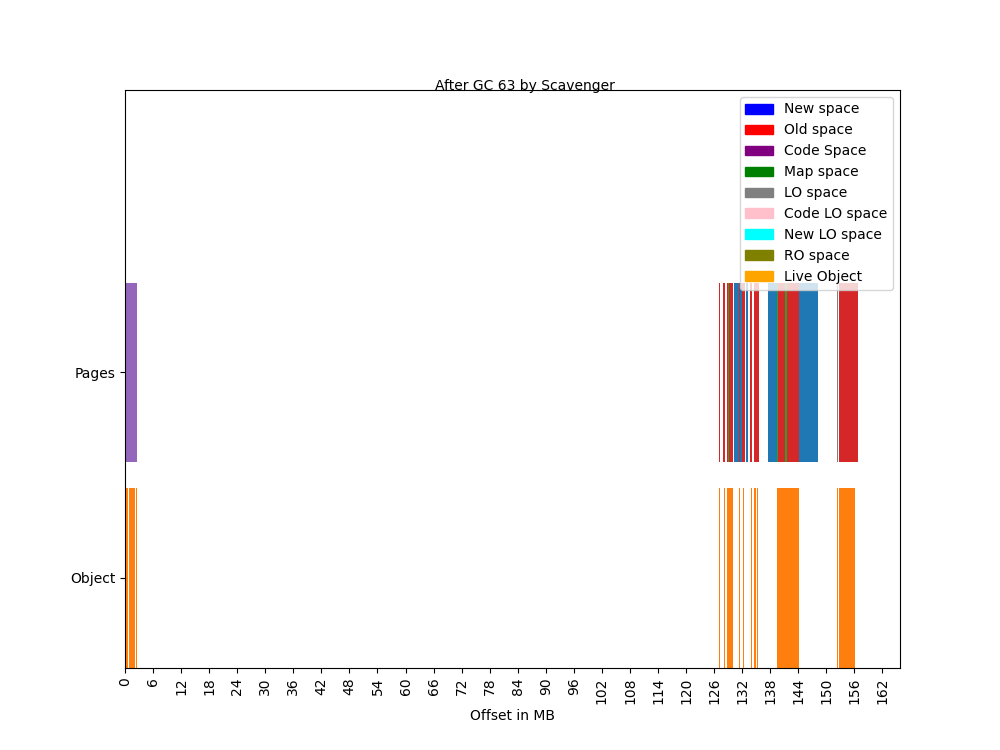 After GC 63 by Scavenger
New space
Old space
Code Space
Map space
LO space
Code LO space
New LO space
RO space
Live Object
Pages
Object
0 6 12 18 24 30 36 42 48 54 60 66 72 78 84 90 96 102 108 114 120 126 132 138 144 150 156 162
Offset in MB